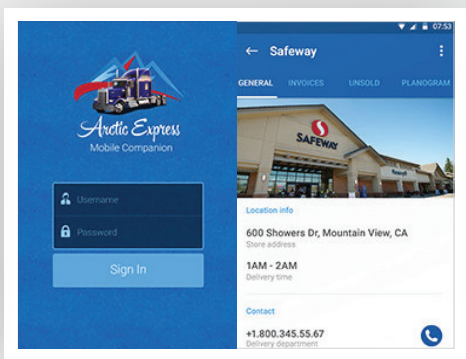 Arctic Express
Mobile Companion
Username
Password
Sign In
07:53
Safeway
GENERAL INVOICES UNSOLD PLANOGRAM
SAFEWAY
Location info
600 Showers Dr, Mountain View, CA
Store address
1AM - 2AM
Delivery time
Contact
+1.800.345.55.67
Delivery department